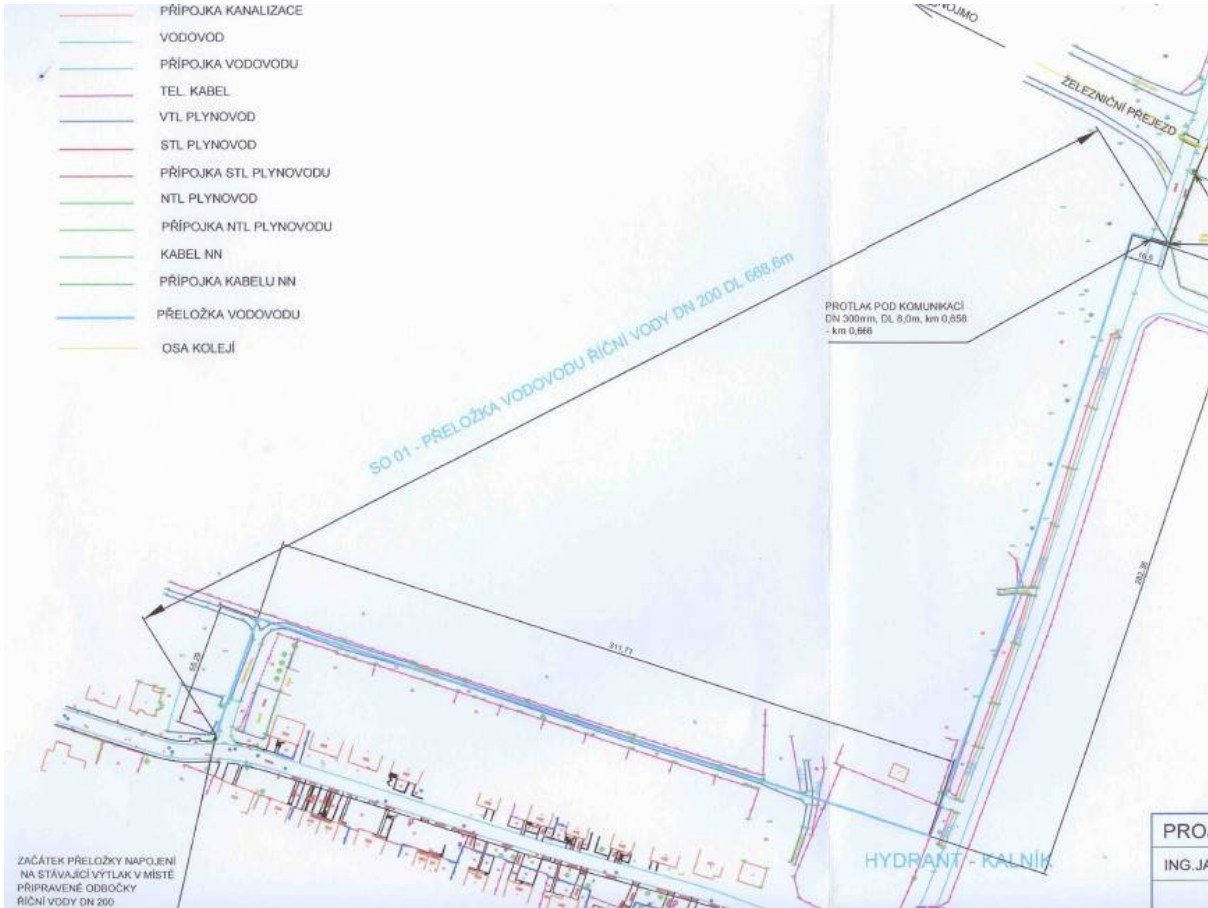 PŘÍPOJKA KANALIZACE
VODOVOD
PŘÍPOJKA VODOVODU
TEL. KABEL
VTL PLYNOVOD
STL PLYNOVOD
PŘÍPOJKA STL PLYNOVODU
NTL PLYNOVOD
PŘÍPOJKA NTL PLYNOVODU
KABEL NN
PŘÍPOJKA KABELU NN
PŘELOŽKA VODOVODU
OSA KOLEJÍ
ŽELEZNIČNÍ PŘEJEZD
SO 01 - PŘELOŽKA VODOVODU ŘÍČNÍ VODY DN 200 DL 668,6m
16,5
PROTLAK POD KOMUNIKACÍ
DN 300mm, DL 8,0m, km 0,658
- km 0,666
282,35
311,71
55,29
HYDRANT - KALNÍK
ZAČÁTEK PŘELOŽKY NAPOJENÍ
NA STÁVAJÍCÍ VÝTLAK V MÍSTĚ
PŘIPRAVENÉ ODBOČKY
ŘÍČNÍ VODY DN 200
PRO
ING.JA